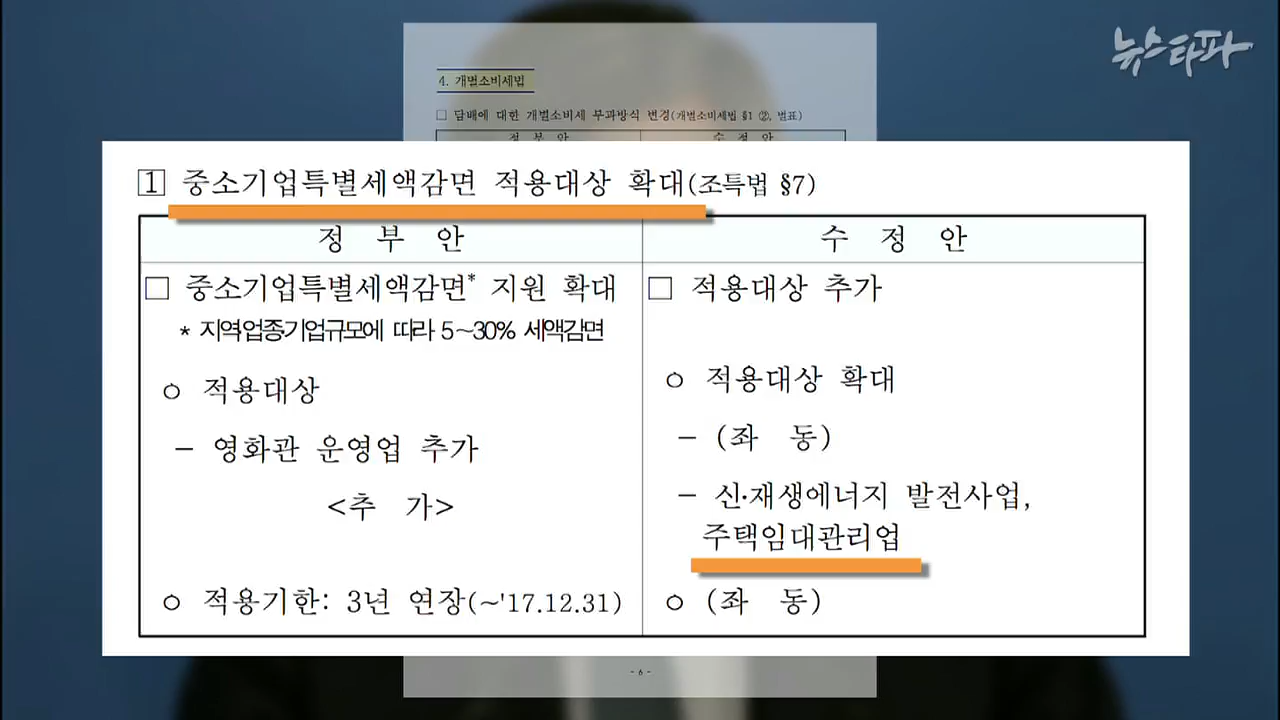 뉴스타파
4. 개별소비세법
□ 담배에 대한 개별소비세 부과방식 변경(개별소비세법 §1 ②, 별표)
정 부 안
수 정 안
1 중소기업특별세액감면 적용대상 확대(조특법 §7)
정 부 안
수 정 안
□ 중소기업특별세액감면* 지원 확대
* 지역·업종·기업규모에 따라 5~30% 세액감면
○ 적용대상
- 영화관 운영업 추가
<추 가>
○ 적용기한: 3년 연장(~'17.12.31)
□ 적용대상 추가
○ 적용대상 확대
- (좌 동)
- 신·재생에너지 발전사업,
주택임대관리업
○ (좌 동)
- 6 -